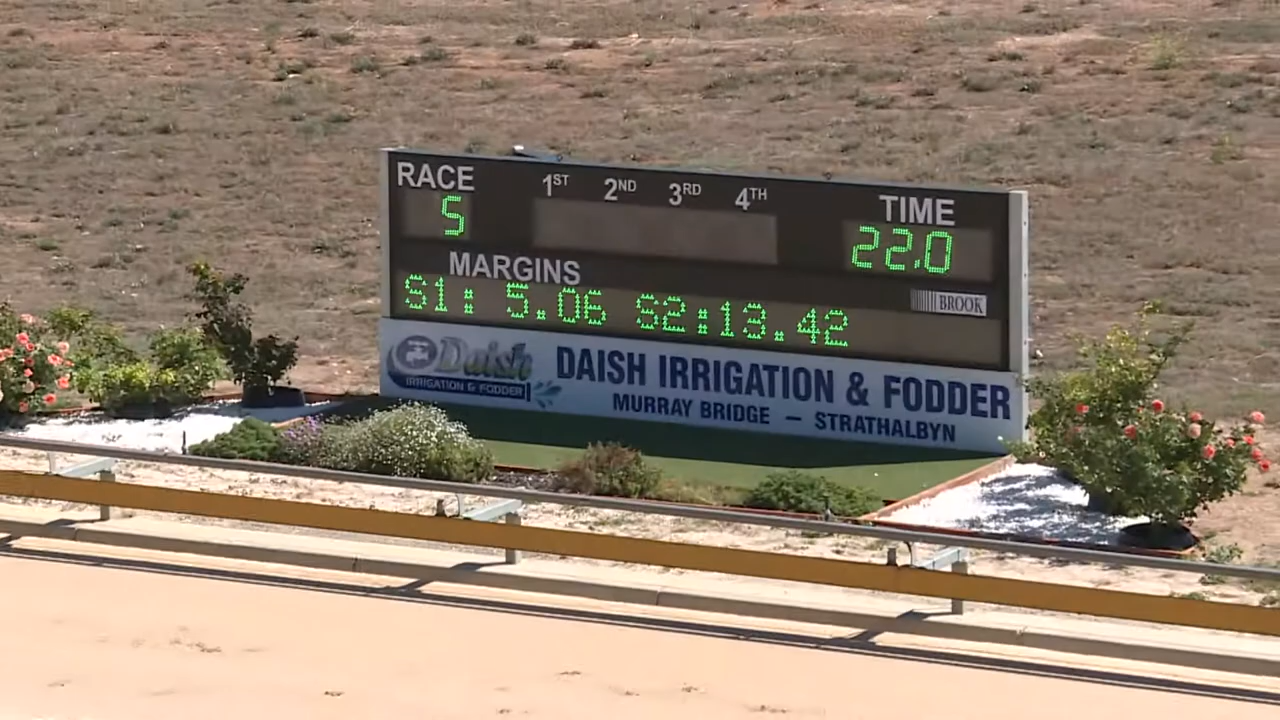 RACE 1ST 2ND 3RD 4TH TIME
5 22.0
MARGINS
S1: 5.06 S2:13.42
BROOK
Daish
IRRIGATION & FODDER
DAISH IRRIGATION & FODDER
MURRAY BRIDGE – STRATHALBYN